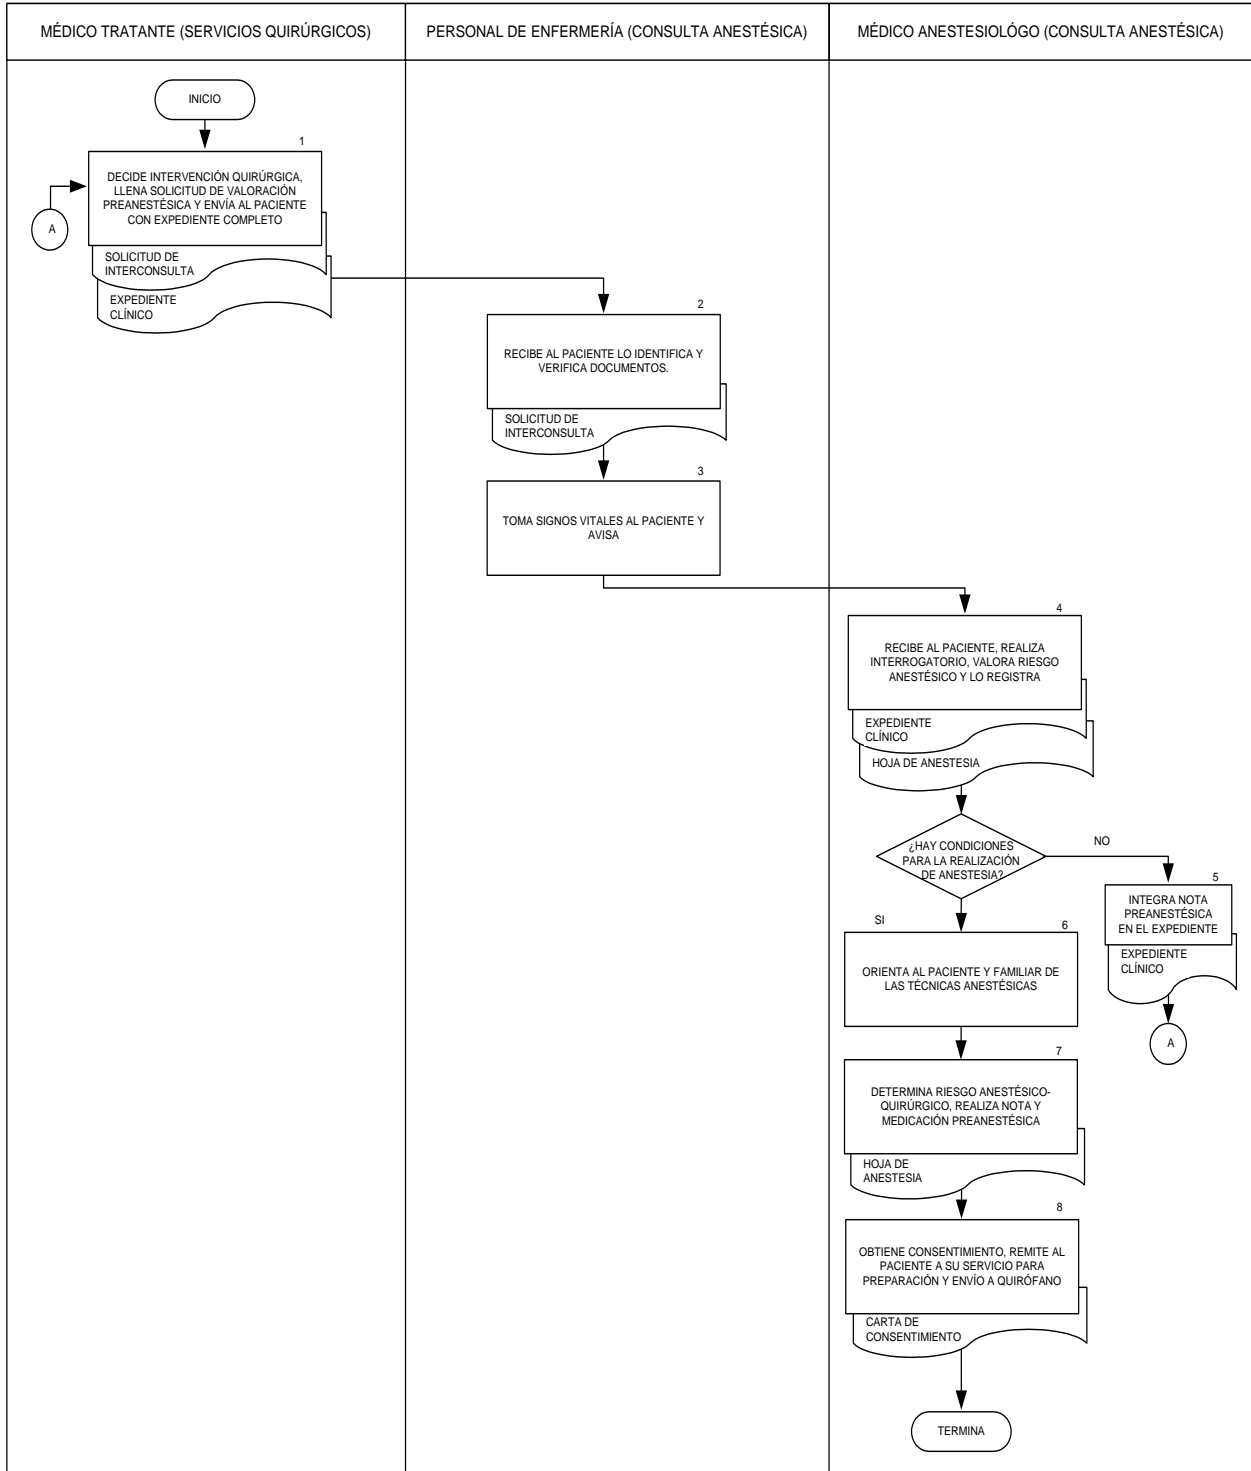 MÉDICO TRATANTE (SERVICIOS QUIRÚRGICOS)
PERSONAL DE ENFERMERÍA (CONSULTA ANESTÉSICA)
MÉDICO ANESTESIOLÓGO (CONSULTA ANESTÉSICA)
INICIO
1
DECIDE INTERVENCIÓN QUIRÚRGICA,
LLENA SOLICITUD DE VALORACIÓN
PREANESTÉSICA Y ENVÍA AL PACIENTE
CON EXPEDIENTE COMPLETO
A
SOLICITUD DE
INTERCONSULTA
EXPEDIENTE
CLÍNICO
2
RECIBE AL PACIENTE LO IDENTIFICA Y
VERIFICA DOCUMENTOS.
SOLICITUD DE
INTERCONSULTA
3
TOMA SIGNOS VITALES AL PACIENTE Y
AVISA
4
RECIBE AL PACIENTE, REALIZA
INTERROGATORIO, VALORA RIESGO
ANESTÉSICO Y LO REGISTRA
EXPEDIENTE
CLÍNICO
HOJA DE ANESTESIA
¿HAY CONDICIONES
PARA LA REALIZACIÓN
DE ANESTESIA?
NO
5
INTEGRA NOTA
PREANESTÉSICA
EN EL EXPEDIENTE
EXPEDIENTE
CLÍNICO
A
SI
6
ORIENTA AL PACIENTE Y FAMILIAR DE
LAS TÉCNICAS ANESTÉSICAS
7
DETERMINA RIESGO ANESTÉSICO-
QUIRÚRGICO, REALIZA NOTA Y
MEDICACIÓN PREANESTÉSICA
HOJA DE
ANESTESIA
8
OBTIENE CONSENTIMIENTO, REMITE AL
PACIENTE A SU SERVICIO PARA
PREPARACIÓN Y ENVÍO A QUIRÓFANO
CARTA DE
CONSENTIMIENTO
TERMINA